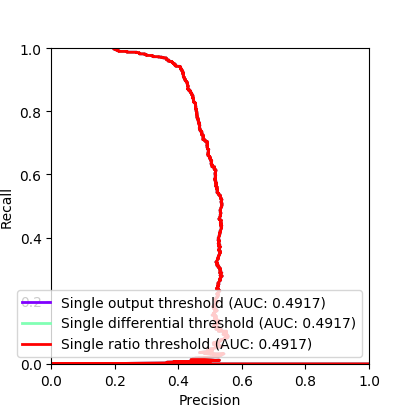 1.0
0.8
0.6
0.4
0.2
0.0
Recall
Single output threshold (AUC: 0.4917)
Single differential threshold (AUC: 0.4917)
Single ratio threshold (AUC: 0.4917)
0.0 0.2 0.4 0.6 0.8 1.0
Precision